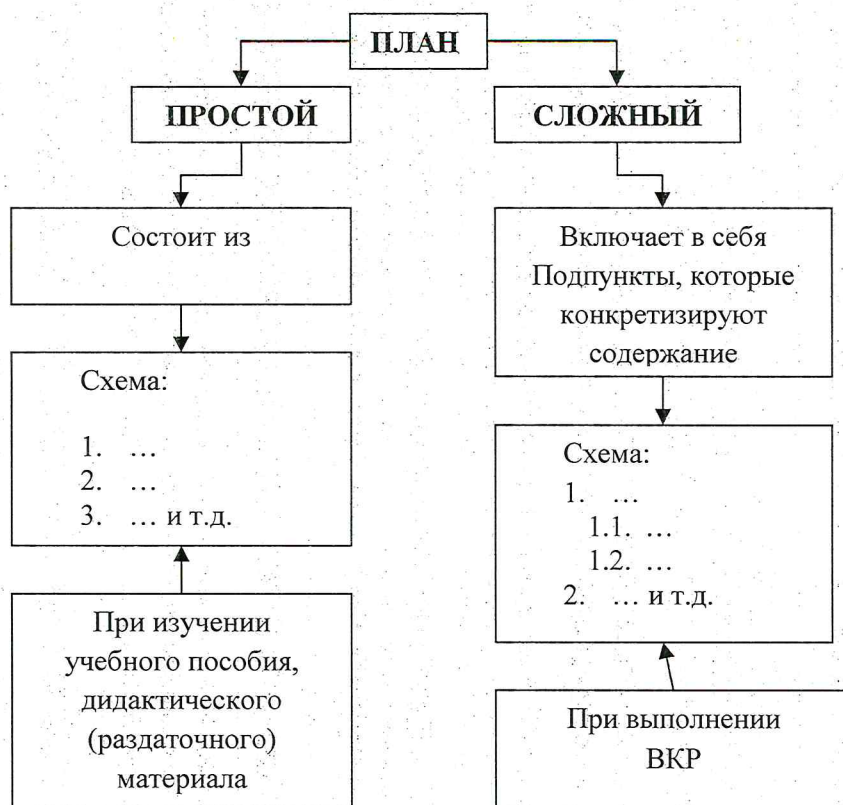 ПЛАН
ПРОСТОЙ
СЛОЖНЫЙ
Состоит из
Включает в себя
Подпункты, которые
конкретизируют
содержание
Схема:
1. …
2. …
3. … и т.д.
Схема:
1. …
1.1. …
1.2. …
2. … и т.д.
При изучении
учебного пособия,
дидактического
(раздаточного)
материала
При выполнении
ВКР